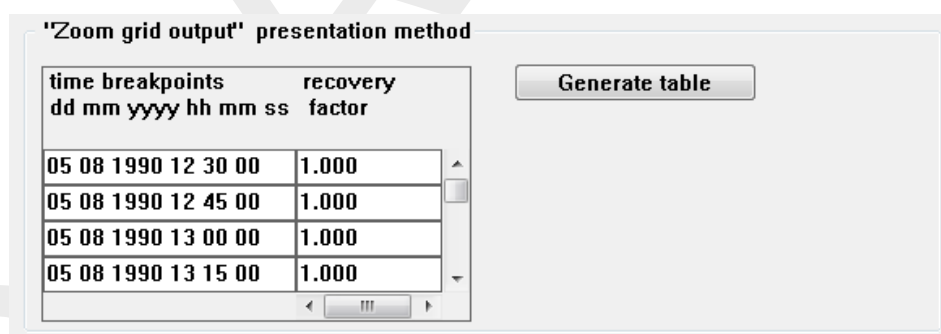 "Zoom grid output" presentation method
time breakpoints recovery
dd mm yyyy hh mm ss factor
Generate table
05 08 1990 12 30 00 1.000
05 08 1990 12 45 00 1.000
05 08 1990 13 00 00 1.000
05 08 1990 13 15 00 1.000